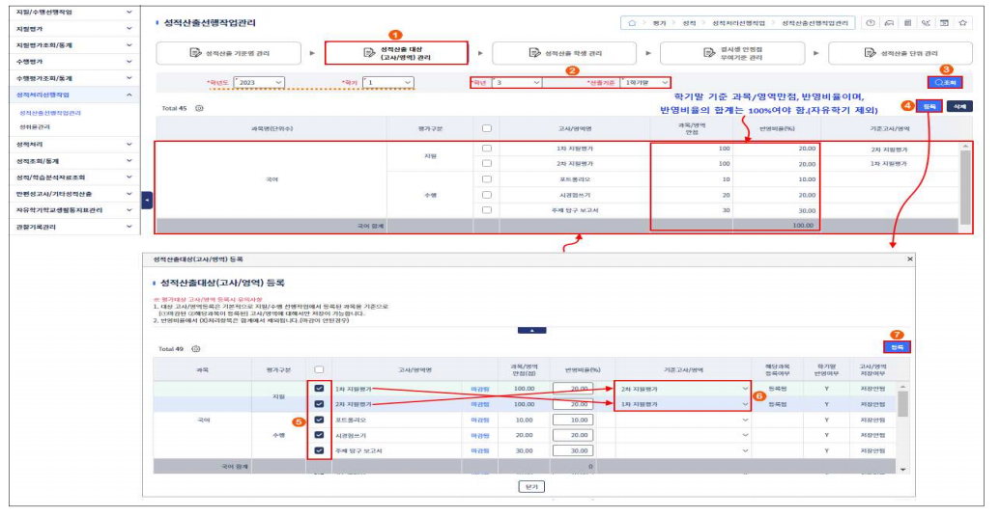 지필/수행선행작업
지필평가
지필평가조회/통계
수행평가
수행평가조회/통계
성적처리선행작업
성적산출선행작업관리
성취율관리
성적처리
성적조회/통계
성적/학습분석자료조회
반편성고사/기타성적산출
자유학기학교생활통지표관리
관찰기록관리
성적산출선행작업관리
평가 > 성적 > 성적처리선행작업 > 성적산출선행작업관리
1
성적산출 기준명 관리
성적산출 대상
(고사/영역) 관리
성적산출 학생 관리
결시생 인정점
부여기준 관리
성적산출 단위 관리
2
3
*학년도 2023 *학기 1 *학년 3 *산출기준 1학기말 조회
학기말 기준 과목/영역만점, 반영비율이며,
반영비율의 합계는 100%여야 함.(자유학기 제외)
Total 45
4 등록 삭제
과목명(단위수) 평가구분 고사/영역명 과목/영역 만점 반영비율(%) 기준고사/영역
국어 지필 1차 지필평가 100 20.00 2차 지필평가
2차 지필평가 100 20.00 1차 지필평가
수행 포트폴리오 10 10.00
시경험쓰기 20 20.00
주제 탐구 보고서 30 30.00
국어 합계 100.00
성적산출대상(고사/영역) 등록 ×
성적산출대상(고사/영역) 등록
※ 평가대상 고사/영역 등록시 유의사항
1. 대상 고사/영역등록은 기본적으로 지필/수행 선행작업에서 등록된 과목을 기준으로
[①마감된 ②해당과목이 등록된] 고사/영역에 대해서만 저장이 가능합니다.
2. 반영비율에서 (X)처리항목은 합계에서 제외됩니다.(마감이 안된경우)
Total 49
7
등록
과목 평가구분 고사/영역명 과목/영역 만점(점) 반영비율(%) 기준고사/영역 해당과목 등록여부 학기말 반영여부 고사/영역 저장여부
국어 지필 1차 지필평가 마감됨 100.00 20.00 2차 지필평가 등록됨 Y 저장안됨
2차 지필평가 마감됨 100.00 20.00 1차 지필평가 6 등록됨 Y 저장안됨
5 수행 포트폴리오 마감됨 10.00 10.00 Y 저장안됨
시경험쓰기 마감됨 20.00 20.00 Y 저장안됨
주제 탐구 보고서 마감됨 30.00 30.00 Y 저장안됨
국어 합계 0
닫기